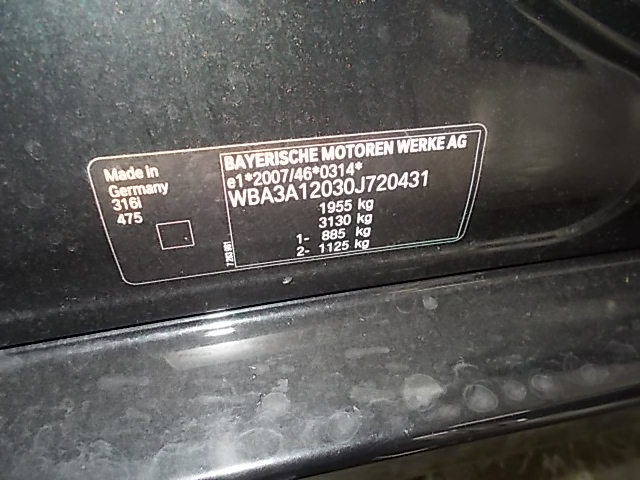 Made in
Germany
316i
475
BAYERISCHE MOTOREN WERKE AG
e1*2007/46*0314*
WBA3A12030J720431
1955 kg
3130 kg
1- 885 kg
2- 1125 kg